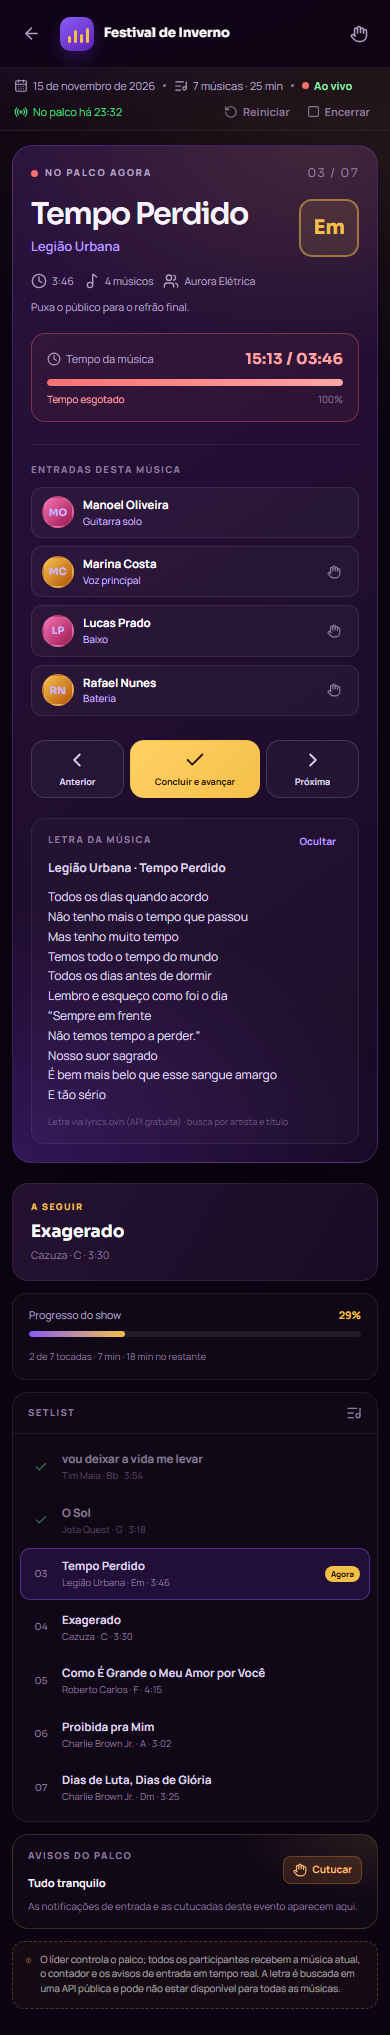 Festival de Inverno
15 de novembro de 2026 • 7 músicas · 25 min • Ao vivo
No palco há 23:32 Reiniciar Encerrar
NO PALCO AGORA 03 / 07
Tempo Perdido Em
Legião Urbana
3:46 4 músicos Aurora Elétrica
Puxa o público para o refrão final.
Tempo da música 15:13 / 03:46
Tempo esgotado 100%
ENTRADAS DESTA MÚSICA
MO Manoel Oliveira
Guitarra solo
MC Marina Costa
Voz principal
LP Lucas Prado
Baixo
RN Rafael Nunes
Bateria
Anterior Concluir e avançar Próxima
LETRA DA MÚSICA Ocultar
Legião Urbana · Tempo Perdido
Todos os dias quando acordo
Não tenho mais o tempo que passou
Mas tenho muito tempo
Temos todo o tempo do mundo
Todos os dias antes de dormir
Lembro e esqueço como foi o dia
"Sempre em frente
Não temos tempo a perder."
Nosso suor sagrado
É bem mais belo que esse sangue amargo
E tão sério
Letra via lyrics.ovh (API gratuita) · busca por artista e título
A SEGUIR
Exagerado
Cazuza · C · 3:30
Progresso do show 29%
2 de 7 tocadas · 7 min · 18 min no restante
SETLIST
vou deixar a vida me levar
Tim Maia · Bb · 3:54
O Sol
Jota Quest · G · 3:18
03 Tempo Perdido Agora
Legião Urbana · Em · 3:46
04 Exagerado
Cazuza · C · 3:30
05 Como É Grande o Meu Amor por Você
Roberto Carlos · F · 4:15
06 Proibida pra Mim
Charlie Brown Jr. · A · 3:02
07 Dias de Luta, Dias de Glória
Charlie Brown Jr. · Dm · 3:25
AVISOS DO PALCO Cutucar
Tudo tranquilo
As notificações de entrada e as cutucadas deste evento aparecem aqui.
O líder controla o palco; todos os participantes recebem a música atual,
o contador e os avisos de entrada em tempo real. A letra é buscada em
uma API pública e pode não estar disponível para todas as músicas.